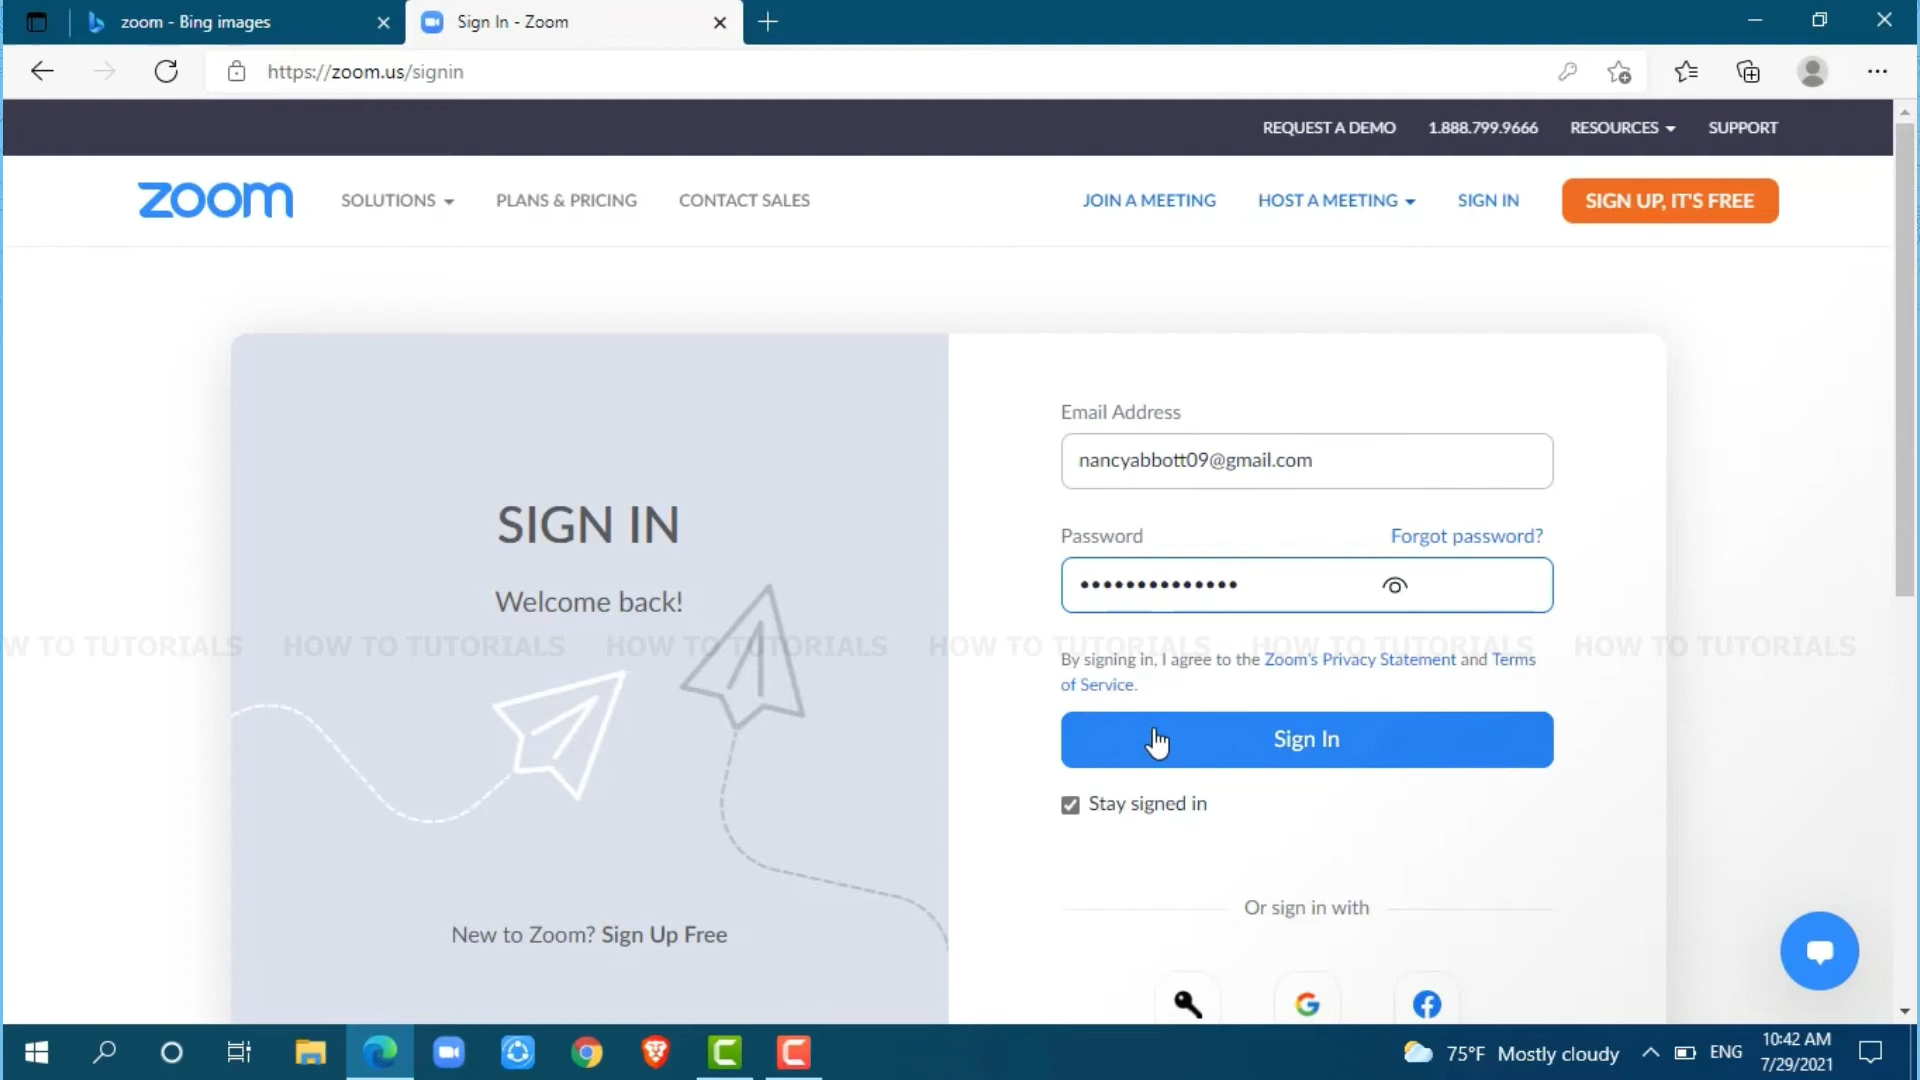 zoom - Bing images
Sign In - Zoom
https://zoom.us/signin
REQUEST A DEMO 1.888.799.9666 RESOURCES SUPPORT
zoom SOLUTIONS PLANS & PRICING CONTACT SALES JOIN A MEETING HOST A MEETING SIGN IN SIGN UP, IT'S FREE
SIGN IN
Welcome back!
New to Zoom? Sign Up Free
Email Address
nancyabbott09@gmail.com
Password Forgot password?
••••••••••••••
By signing in, I agree to the Zoom's Privacy Statement and Terms
of Service.
Sign In
Stay signed in
Or sign in with
W TO TUTORIALS HOW TO TUTORIALS HOW TO TUTORIALS HOW TO TUTORIALS HOW TO TUTORIALS HOW TO TUTORIALS
75°F Mostly cloudy ENG
10:42 AM
7/29/2021